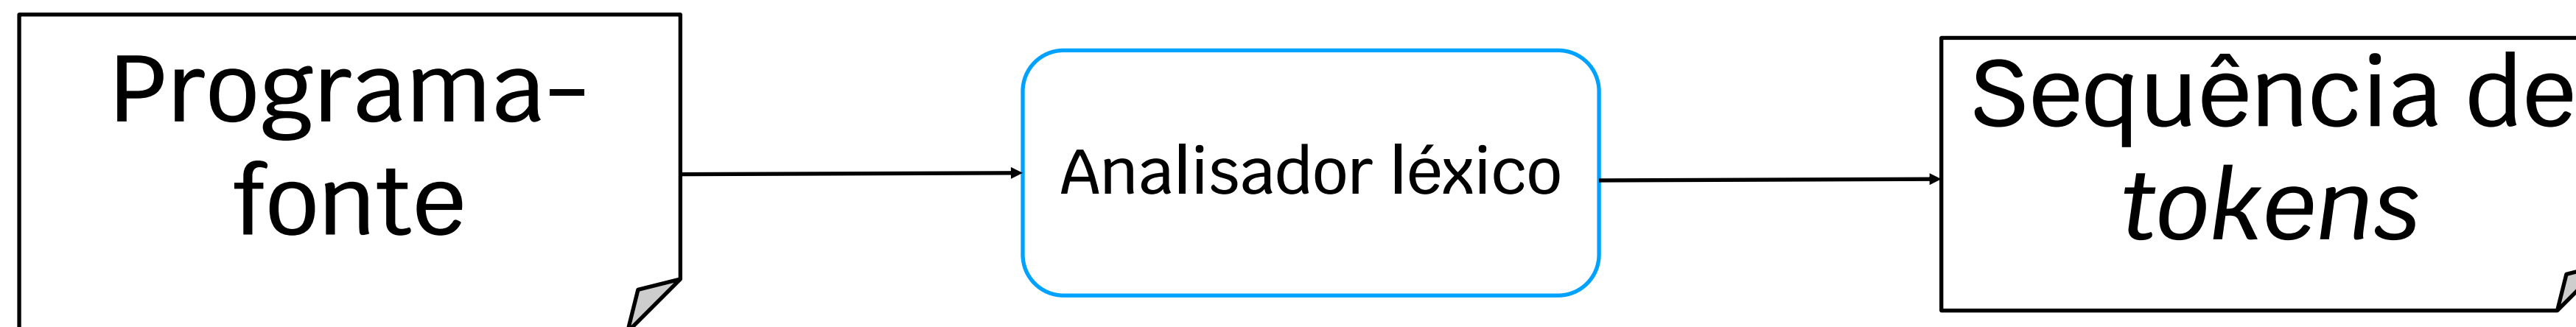 Programa-
fonte
Analisador léxico
Sequência de
tokens